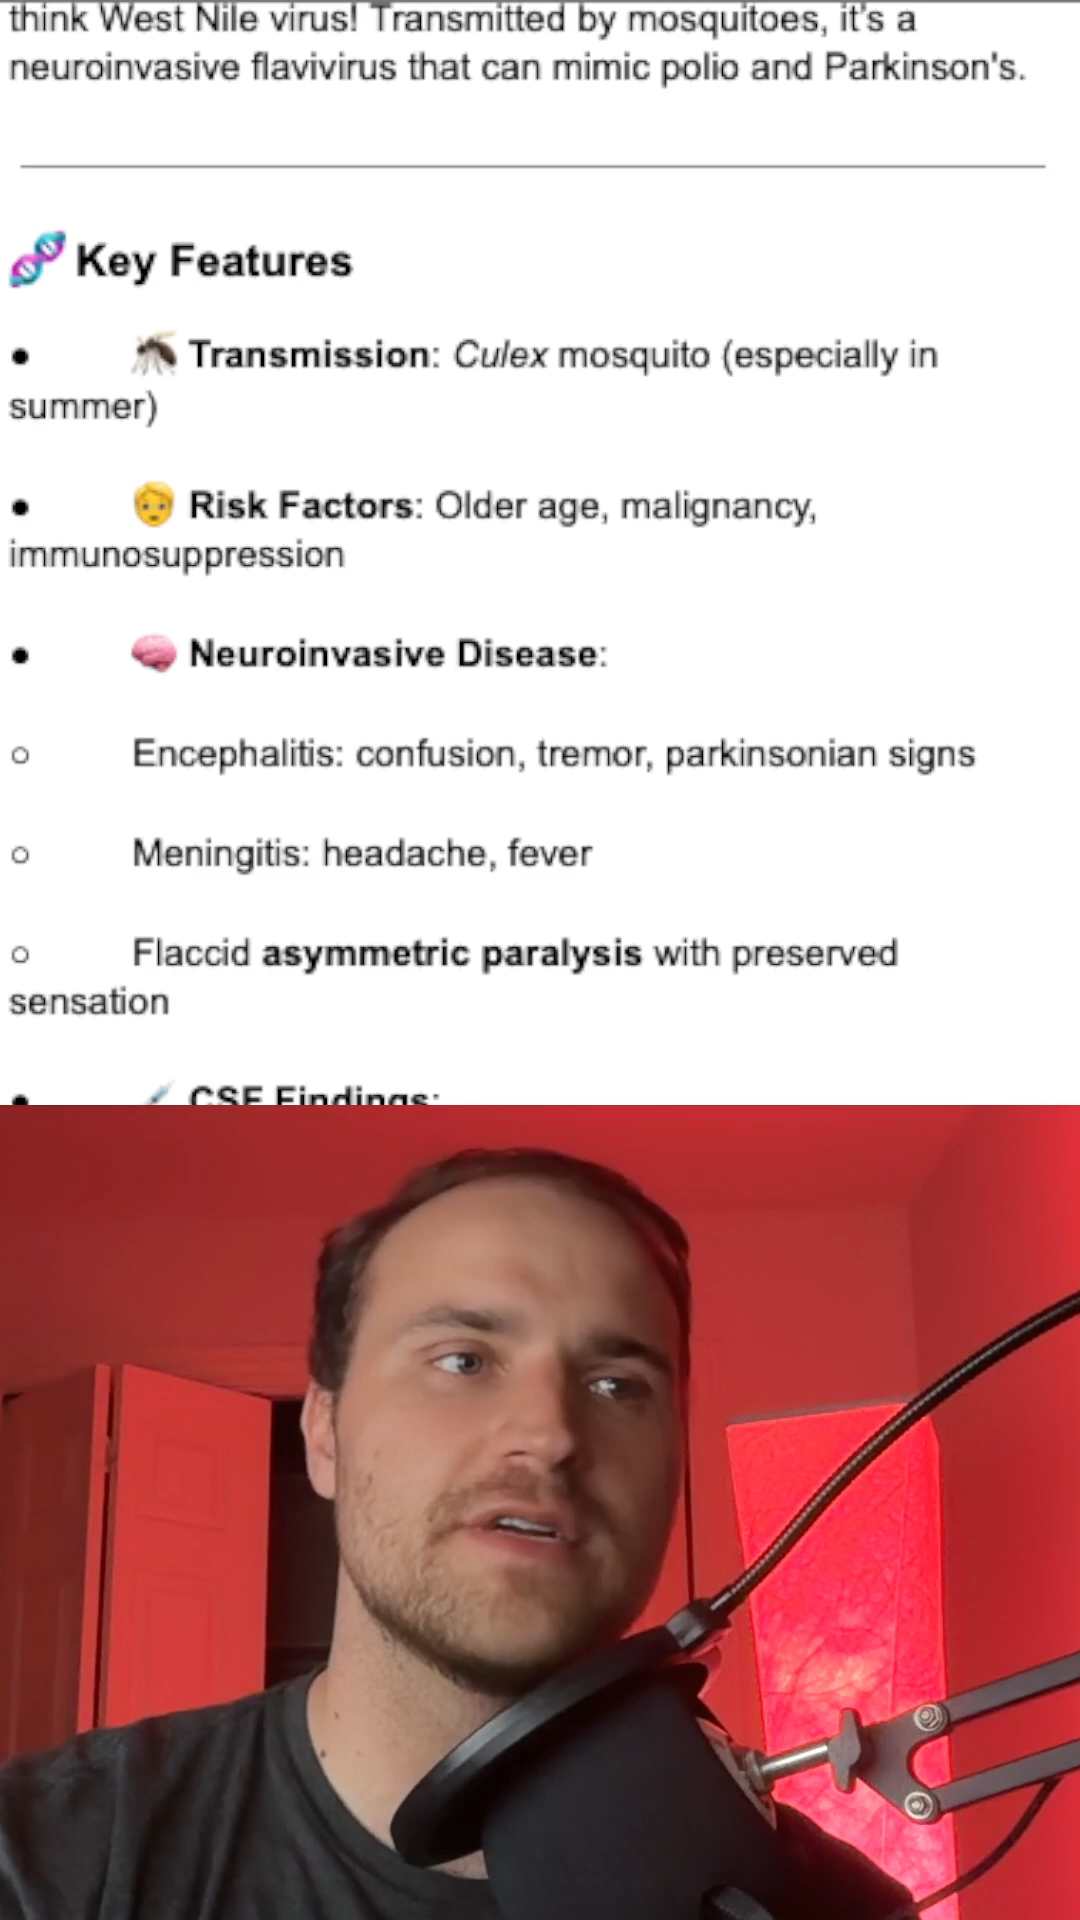 think West Nile virus! Transmitted by mosquitoes, it's a
neuroinvasive flavivirus that can mimic polio and Parkinson's.
🧬 Key Features
● 🦟 Transmission: Culex mosquito (especially in
summer)
● 🧓 Risk Factors: Older age, malignancy,
immunosuppression
● 🧠 Neuroinvasive Disease:
○ Encephalitis: confusion, tremor, parkinsonian signs
○ Meningitis: headache, fever
○ Flaccid asymmetric paralysis with preserved
sensation
● 💉 CSF Findings: